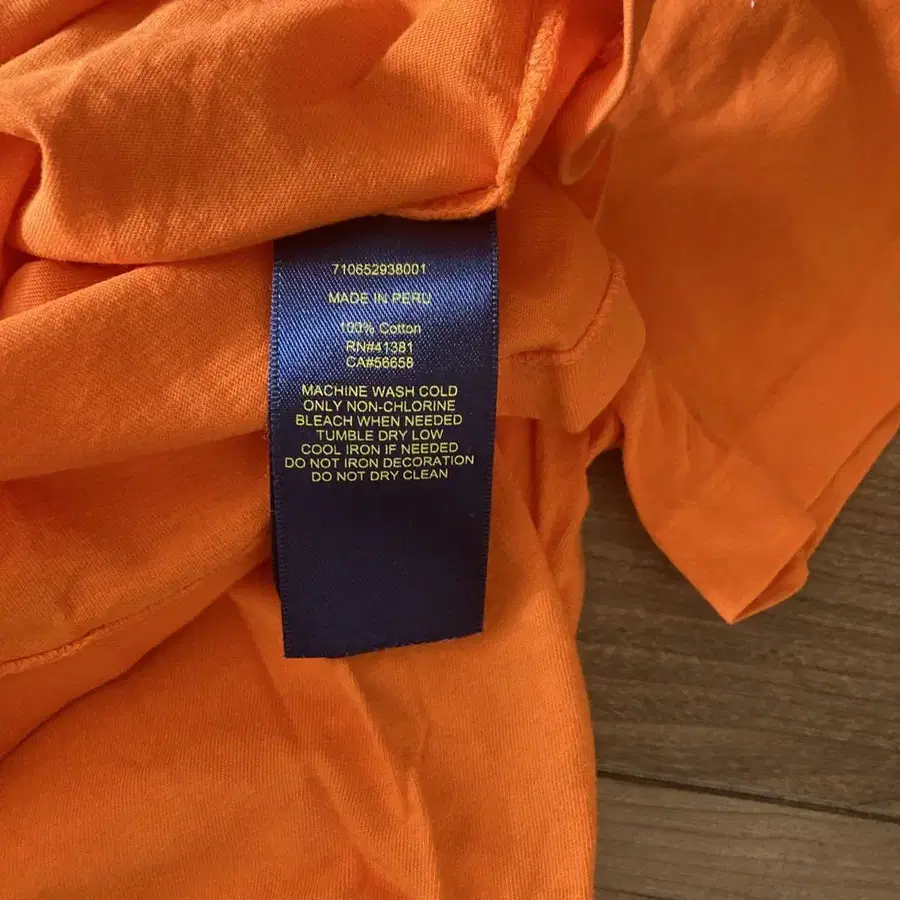 710652938001
MADE IN PERU
100% Cotton
RN#41381
CA#56658
MACHINE WASH COLD
ONLY NON-CHLORINE
BLEACH WHEN NEEDED
TUMBLE DRY LOW
COOL IRON IF NEEDED
DO NOT IRON DECORATION
DO NOT DRY CLEAN